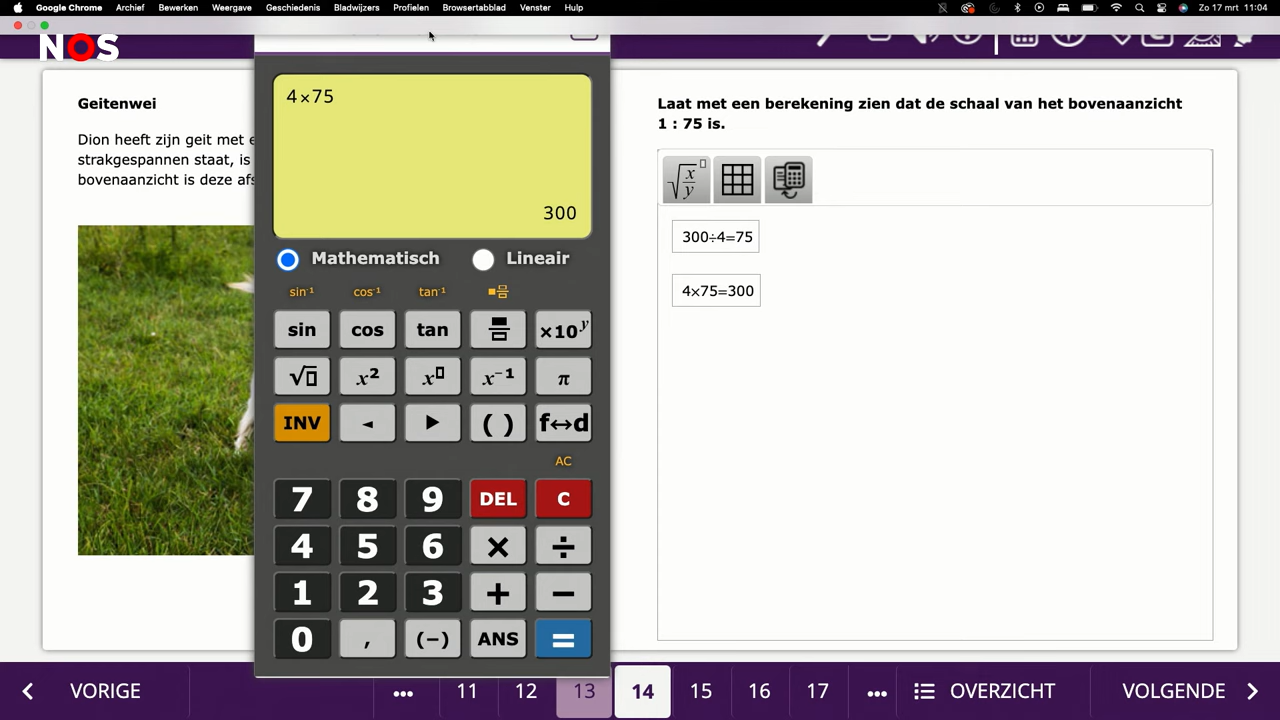 Google Chrome Archief Bewerken Weergave Geschiedenis Bladwijzers Profielen Browsertabblad Venster Hulp Zo 17 mrt 11:04
NOS
Geitenwei
Dion heeft zijn geit met
strakgespannen staat, is
bovenaanzicht is deze
4×75
300
Mathematisch Lineair
sin⁻¹ cos⁻¹ tan⁻¹
sin cos tan ×10^y
√ x² x x⁻¹ π
INV ◄ ► ( ) f↔d
AC
7 8 9 DEL C
4 5 6 × ÷
1 2 3 + −
0 , (−) ANS =
Laat met een berekening zien dat de schaal van het bovenaanzicht
1 : 75 is.
√ x/y
300÷4=75
4×75=300
VORIGE ... 11 12 13 14 15 16 17 ... OVERZICHT VOLGENDE